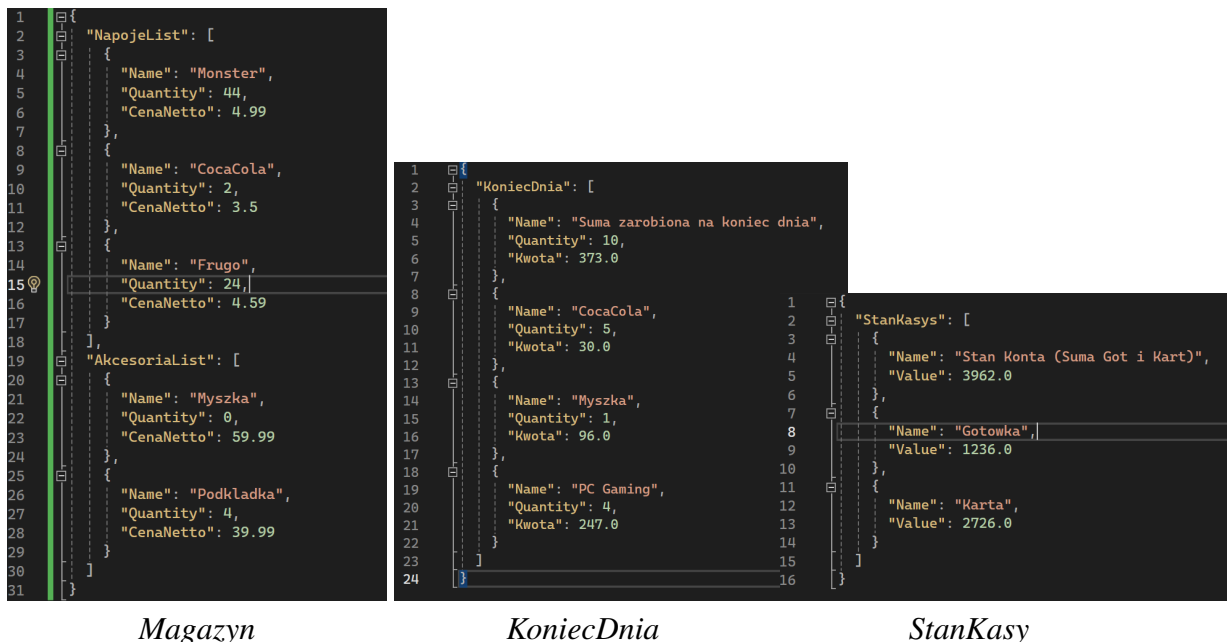 1 {
2 "NapojeList": [
3 {
4 "Name": "Monster",
5 "Quantity": 44,
6 "CenaNetto": 4.99
7 },
8 {
9 "Name": "CocaCola",
10 "Quantity": 2,
11 "CenaNetto": 3.5
12 },
13 {
14 "Name": "Frugo",
15 "Quantity": 24,
16 "CenaNetto": 4.59
17 }
18 ],
19 "AkcesoriaList": [
20 {
21 "Name": "Myszka",
22 "Quantity": 0,
23 "CenaNetto": 59.99
24 },
25 {
26 "Name": "Podkladka",
27 "Quantity": 4,
28 "CenaNetto": 39.99
29 }
30 ]
31 }
Magazyn
1 {
2 "KoniecDnia": [
3 {
4 "Name": "Suma zarobiona na koniec dnia",
5 "Quantity": 10,
6 "Kwota": 373.0
7 },
8 {
9 "Name": "CocaCola",
10 "Quantity": 5,
11 "Kwota": 30.0
12 },
13 {
14 "Name": "Myszka",
15 "Quantity": 1,
16 "Kwota": 96.0
17 },
18 {
19 "Name": "PC Gaming",
20 "Quantity": 4,
21 "Kwota": 247.0
22 }
23 ]
24 }
KoniecDnia
1 {
2 "StanKasys": [
3 {
4 "Name": "Stan Konta (Suma Got i Kart)",
5 "Value": 3962.0
6 },
7 {
8 "Name": "Gotowka",
9 "Value": 1236.0
10 },
11 {
12 "Name": "Karta",
13 "Value": 2726.0
14 }
15 ]
16 }
StanKasy